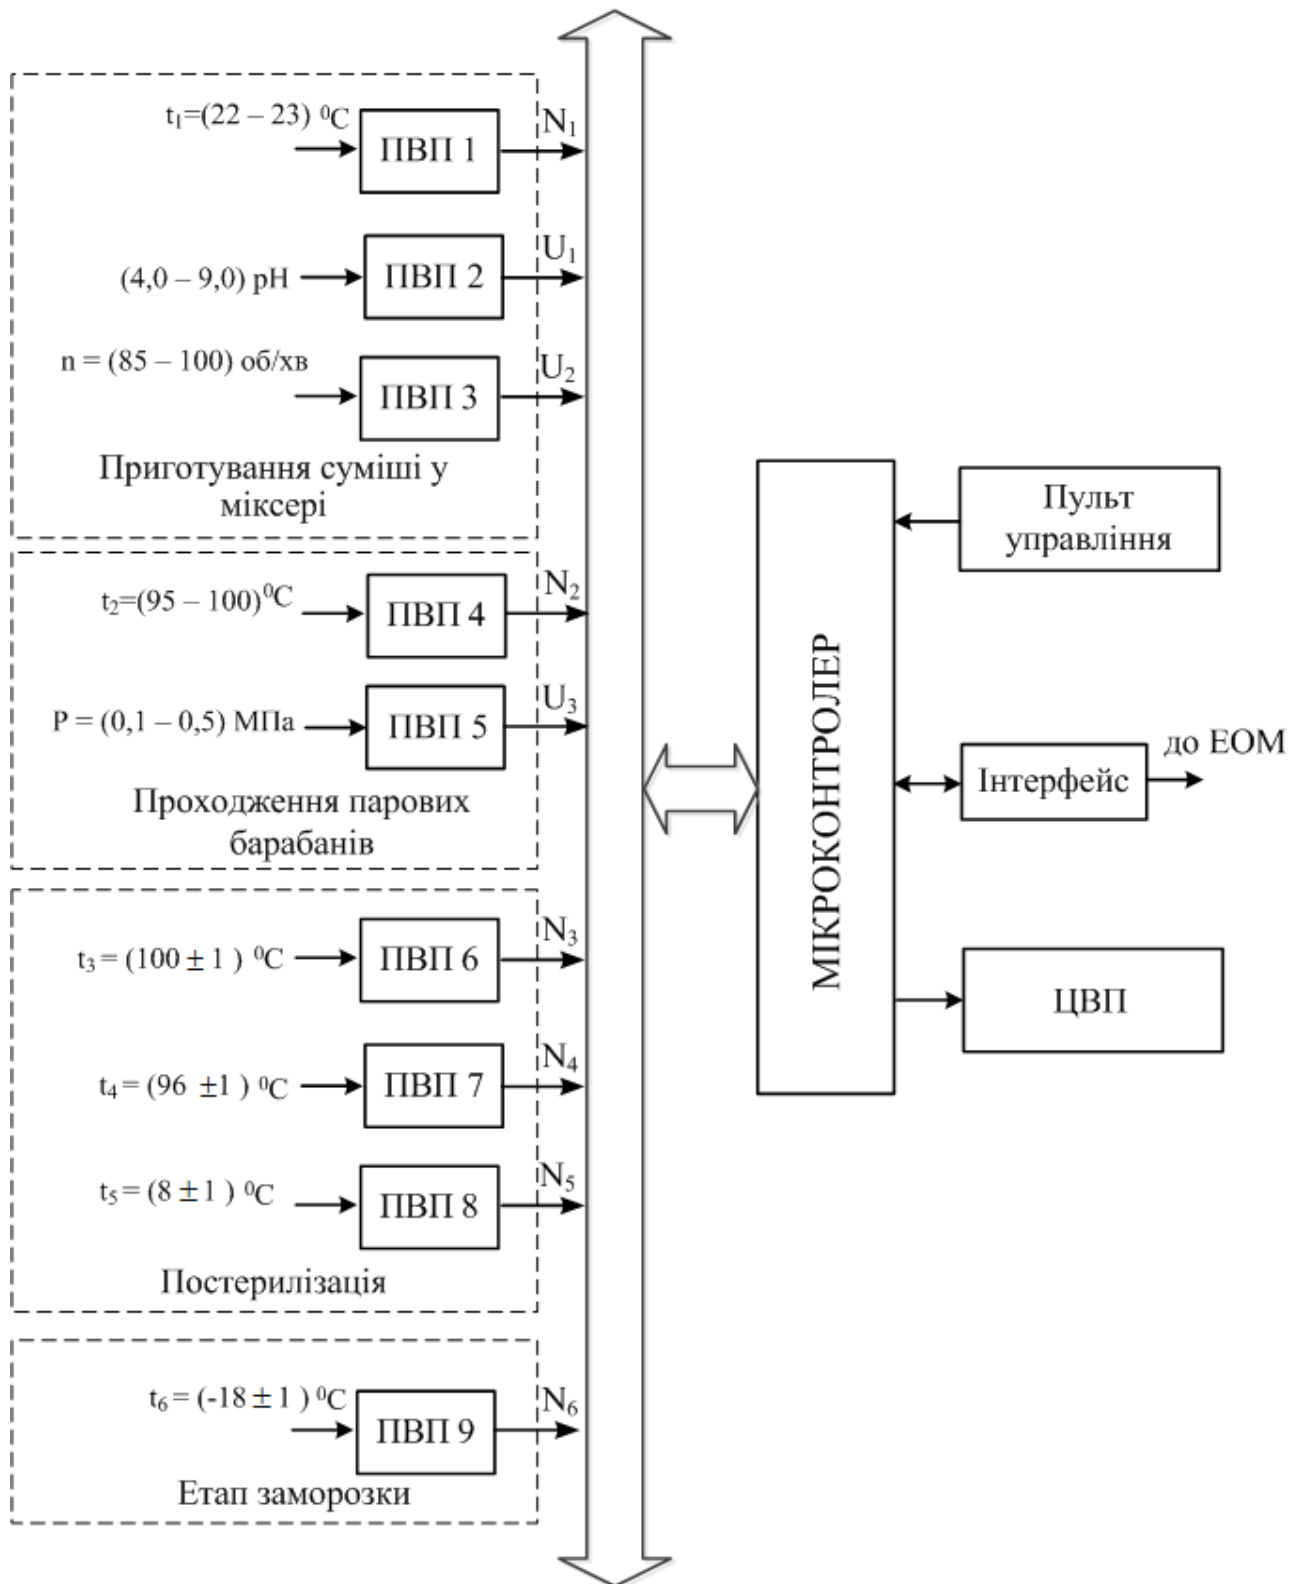 t₁=(22 – 23) ⁰C
ПВП 1
N₁
(4,0 – 9,0) pH
ПВП 2
U₁
n = (85 – 100) об/хв
ПВП 3
U₂
Приготування суміші у
міксері
t₂=(95 – 100)⁰C
ПВП 4
N₂
P = (0,1 – 0,5) МПа
ПВП 5
U₃
Проходження парових
барабанів
t₃ = (100 ± 1 ) ⁰C
ПВП 6
N₃
t₄ = (96 ±1 ) ⁰C
ПВП 7
N₄
t₅ = (8 ± 1 ) ⁰C
ПВП 8
N₅
Постерилізація
t₆ = (-18 ± 1 ) ⁰C
ПВП 9
N₆
Етап заморозки
МІКРОКОНТРОЛЕР
Пульт
управління
Інтерфейс
до ЕОМ
ЦВП